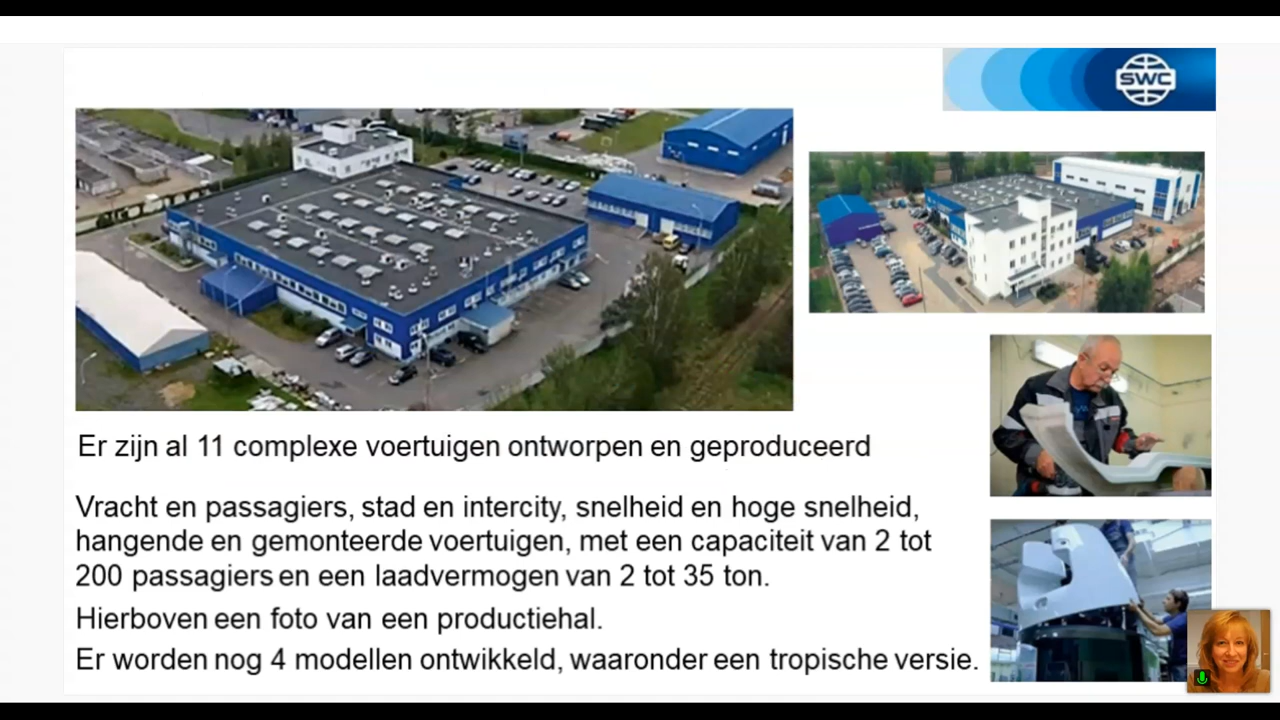 SWC
Er zijn al 11 complexe voertuigen ontworpen en geproduceerd
Vracht en passagiers, stad en intercity, snelheid en hoge snelheid,
hangende en gemonteerde voertuigen, met een capaciteit van 2 tot
200 passagiers en een laadvermogen van 2 tot 35 ton.
Hierboven een foto van een productiehal.
Er worden nog 4 modellen ontwikkeld, waaronder een tropische versie.